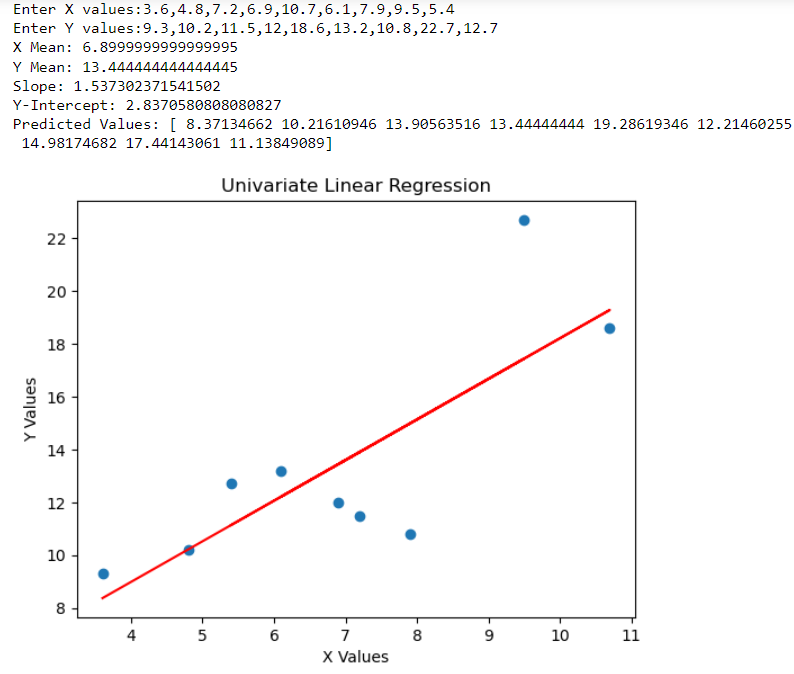 Enter X values:3.6,4.8,7.2,6.9,10.7,6.1,7.9,9.5,5.4
Enter Y values:9.3,10.2,11.5,12,18.6,13.2,10.8,22.7,12.7
X Mean: 6.8999999999999995
Y Mean: 13.444444444444445
Slope: 1.537302371541502
Y-Intercept: 2.8370580808080827
Predicted Values: [ 8.37134662 10.21610946 13.90563516 13.44444444 19.28619346 12.21460255
14.98174682 17.44143061 11.13849089]
Univariate Linear Regression
22
20
18
16
14
12
10
8
Y Values
4 5 6 7 8 9 10 11
X Values